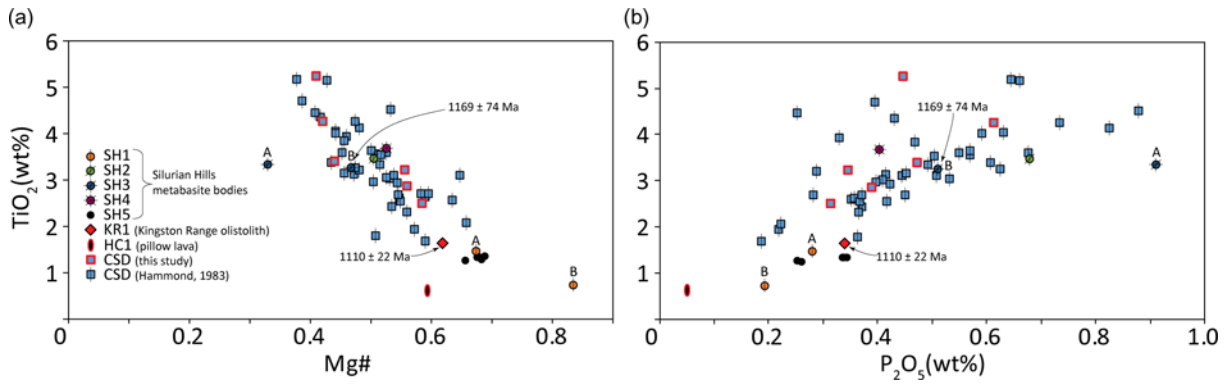 (a)
TiO2(wt%)
6
5
4
3
2
1
0
0.2
0.4
0.6
0.8
Mg#
A
B
1169 ± 74 Ma
1110 ± 22 Ma
A
B
SH1
SH2
SH3
SH4
SH5
Silurian Hills
metabasite bodies
KR1 (Kingston Range olistolith)
HC1 (pillow lava)
CSD (this study)
CSD (Hammond, 1983)
(b)
6
5
4
3
2
1
0
0.2
0.4
0.6
0.8
1.0
P2O5(wt%)
1169 ± 74 Ma
B
A
A
B
1110 ± 22 Ma